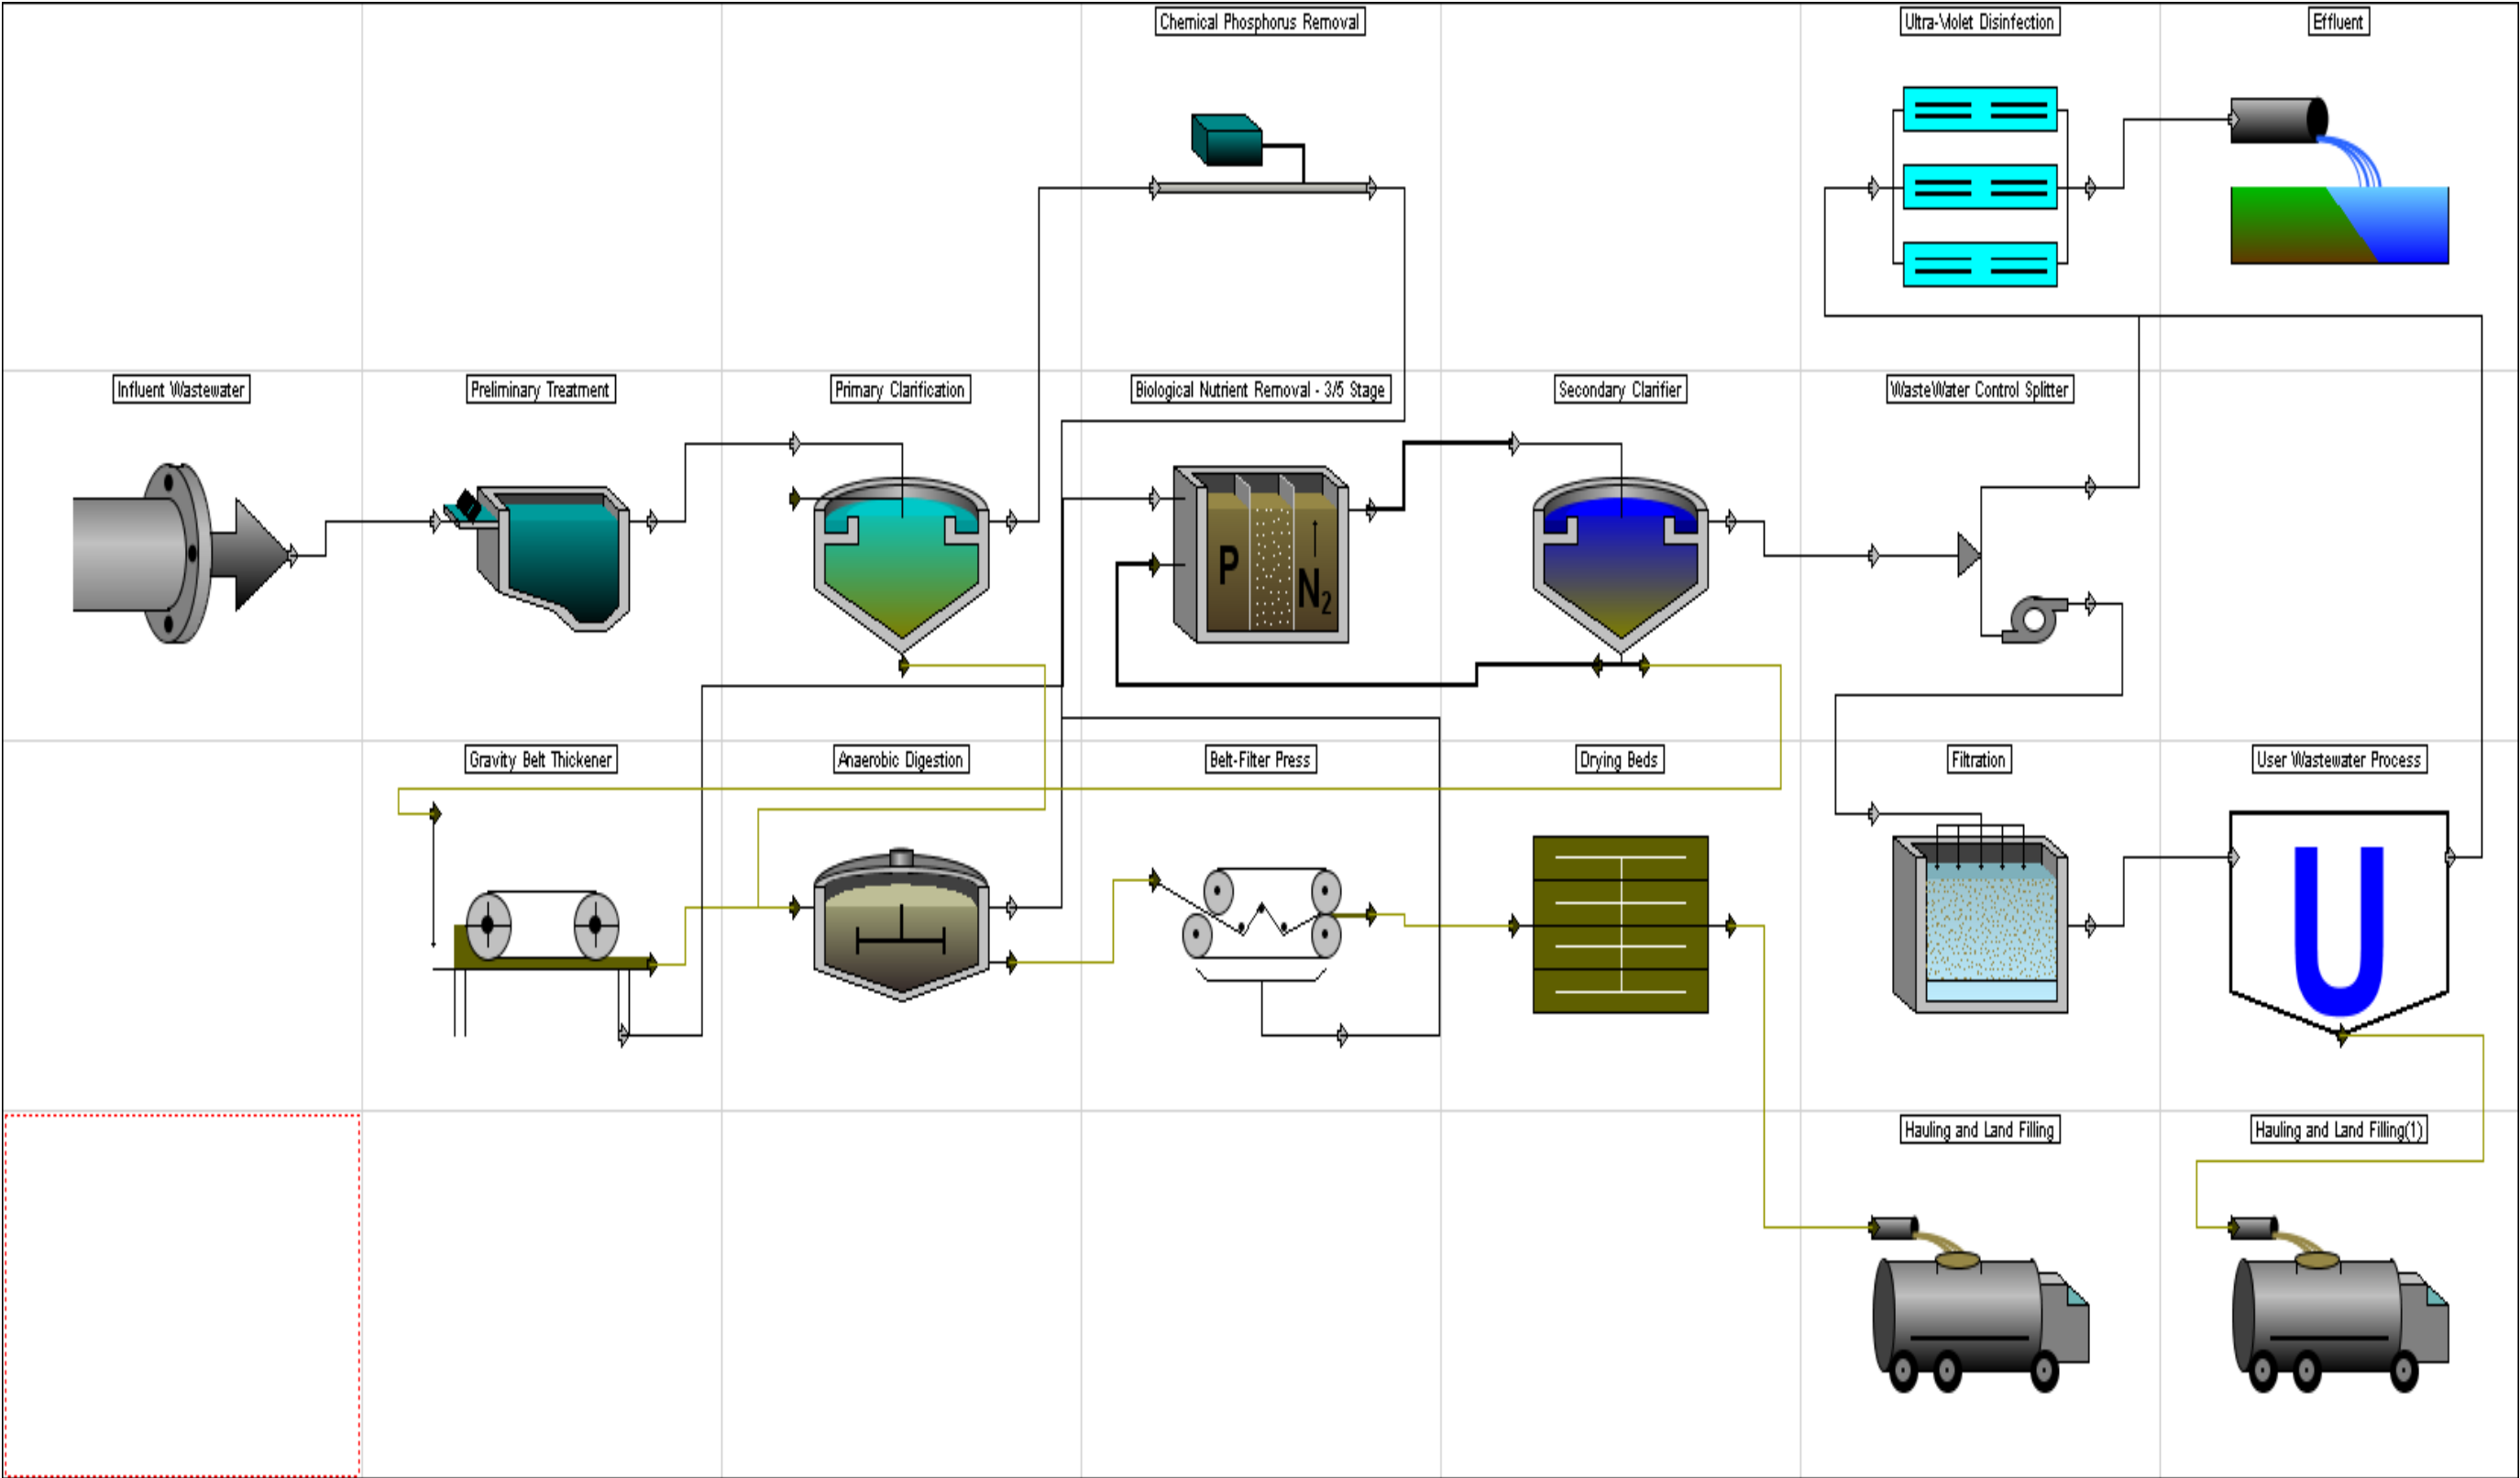 Chemical Phosphorus Removal
Ultra-Violet Disinfection
Effluent
Influent Wastewater
Preliminary Treatment
Primary Clarification
Biological Nutrient Removal - 3/5 Stage
Secondary Clarifier
WasteWater Control Splitter
P
N₂
Gravity Belt Thickener
Anaerobic Digestion
Belt-Filter Press
Drying Beds
Filtration
User Wastewater Process
U
Hauling and Land Filling
Hauling and Land Filling(1)